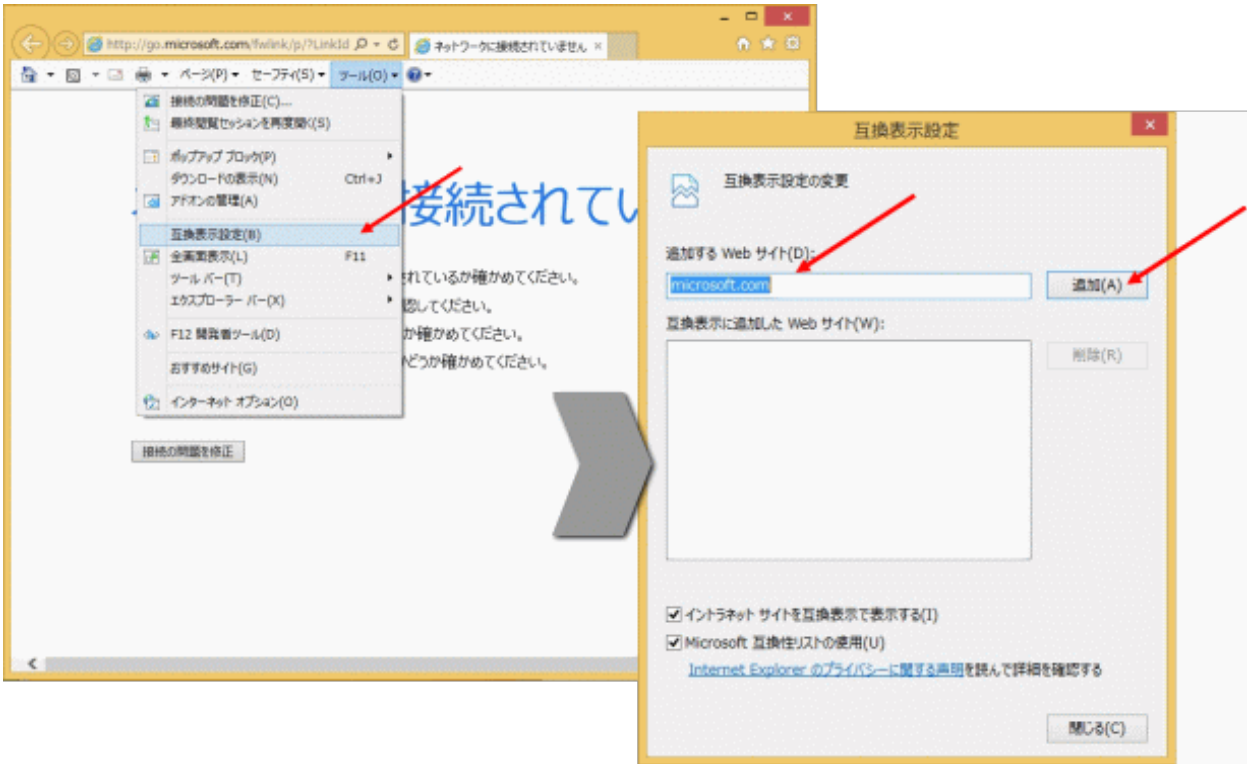 http://go.microsoft.com/fwlink/p/?LinkId
ネットワークに接続されていません
ページ(P)
セーフティ(S)
ツール(O)
接続の問題を修正(C)...
最終閲覧セッションを再度開く(S)
ポップアップ ブロック(P)
ダウンロードの表示(N) Ctrl+J
アドオンの管理(A)
互換表示設定(B)
全画面表示(L) F11
ツール バー(T)
エクスプローラー バー(X)
F12 開発者ツール(D)
おすすめサイト(G)
インターネット オプション(O)
接続されてい
されているか確かめてください。
認してください。
か確かめてください。
どうか確かめてください。
接続の問題を修正
互換表示設定
互換表示設定の変更
追加する Web サイト(D):
microsoft.com
追加(A)
互換表示に追加した Web サイト(W):
削除(R)
イントラネット サイトを互換表示で表示する(I)
Microsoft 互換性リストの使用(U)
Internet Explorer のプライバシーに関する声明を読んで詳細を確認する
閉じる(C)